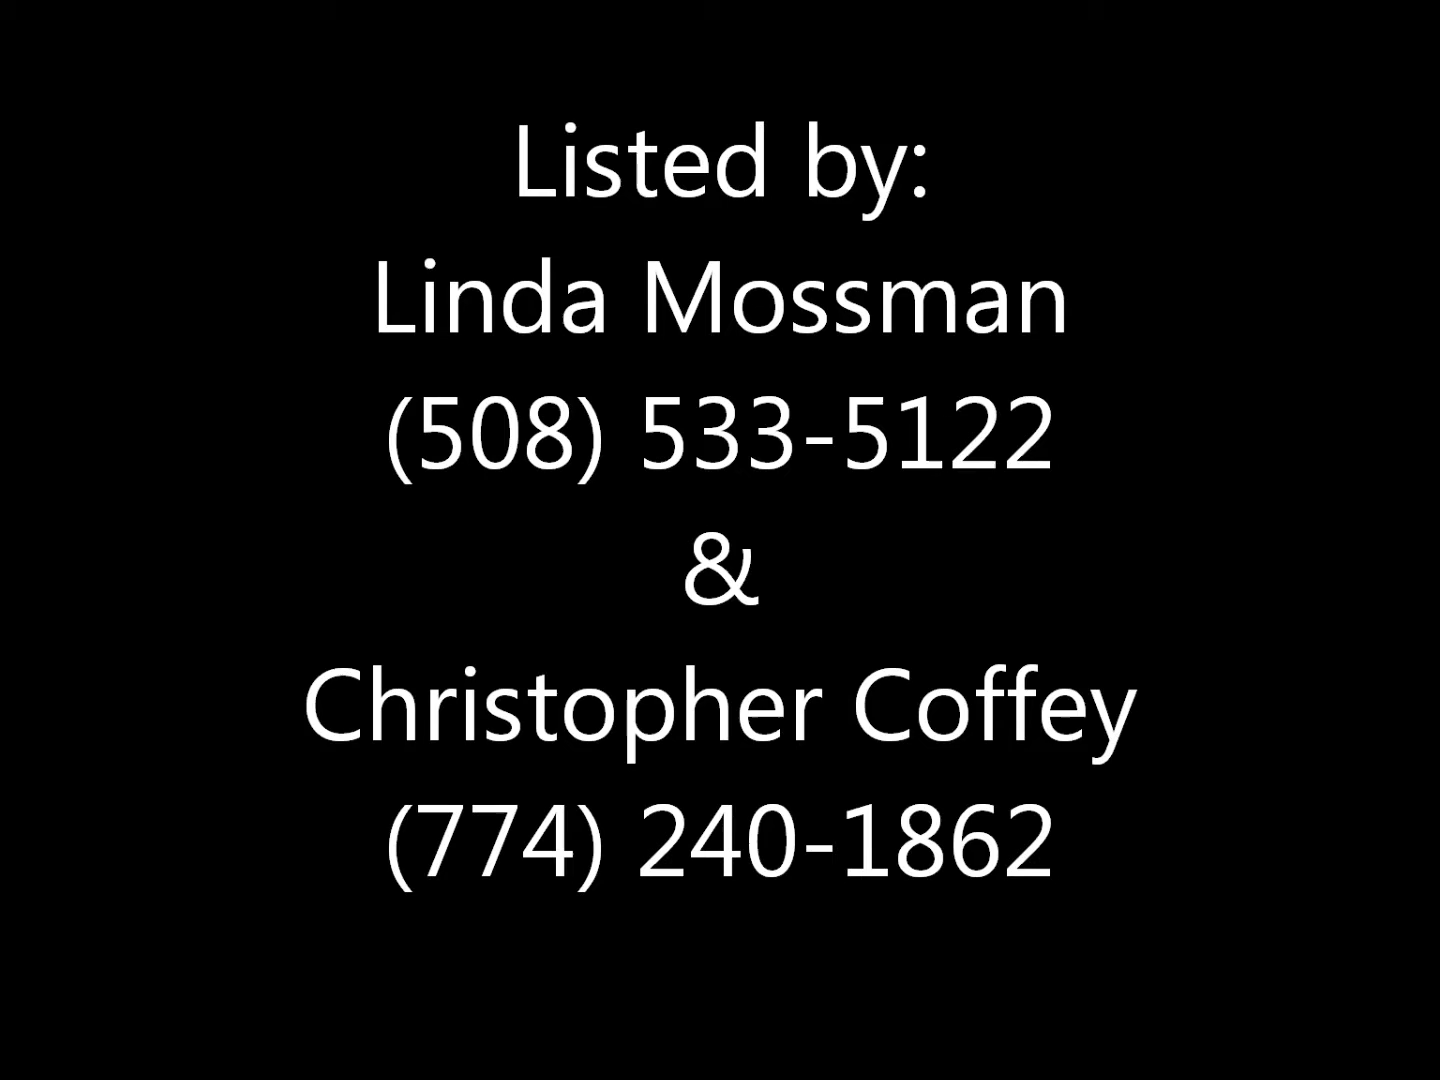 Listed by:
Linda Mossman
(508) 533-5122
&
Christopher Coffey
(774) 240-1862